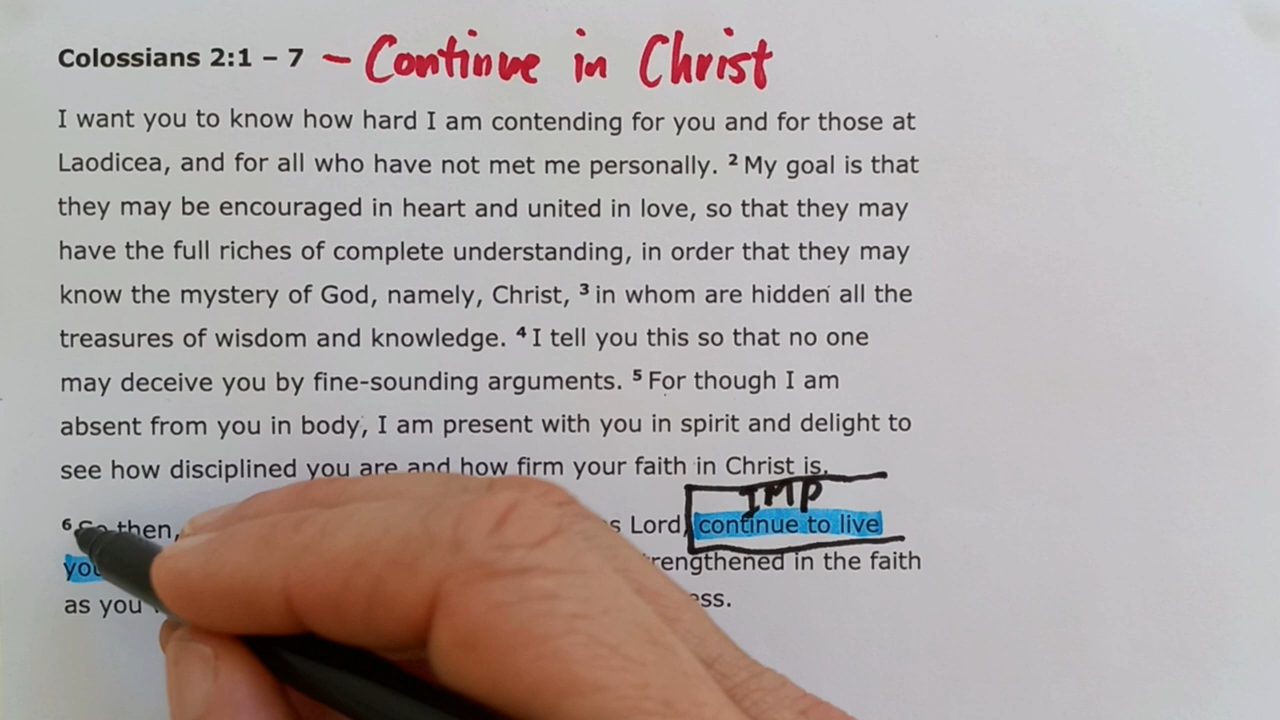 Colossians 2:1 – 7 – Continue in Christ
I want you to know how hard I am contending for you and for those at
Laodicea, and for all who have not met me personally. 2 My goal is that
they may be encouraged in heart and united in love, so that they may
have the full riches of complete understanding, in order that they may
know the mystery of God, namely, Christ, 3 in whom are hidden all the
treasures of wisdom and knowledge. 4 I tell you this so that no one
may deceive you by fine-sounding arguments. 5 For though I am
absent from you in body, I am present with you in spirit and delight to
see how disciplined you are and how firm your faith in Christ is.
IMP
6 So then, Lord, continue to live
in the faith
as you